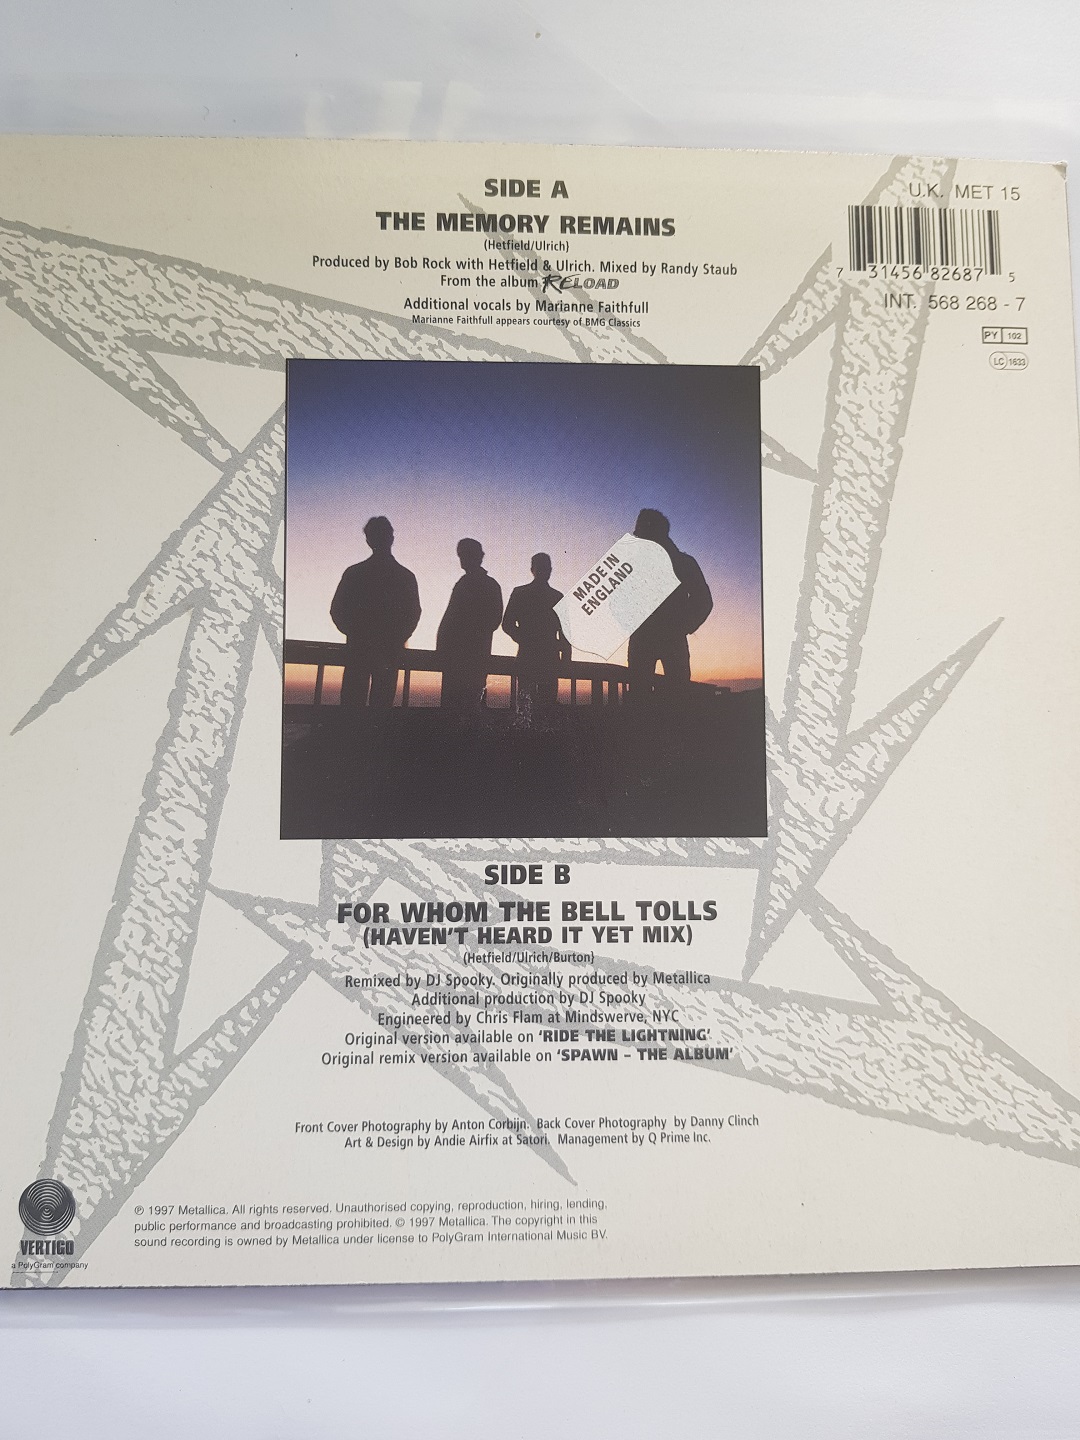 SIDE A
THE MEMORY REMAINS
(Hetfield/Ulrich)
Produced by Bob Rock with Hetfield & Ulrich. Mixed by Randy Staub
From the album RELOAD
Additional vocals by Marianne Faithfull
Marianne Faithfull appears courtesy of BMG Classics
U.K. MET 15
7 31456 82687 5
INT. 568 268 - 7
PY 102
LC 1633
MADE IN
ENGLAND
SIDE B
FOR WHOM THE BELL TOLLS
(HAVEN'T HEARD IT YET MIX)
(Hetfield/Ulrich/Burton)
Remixed by DJ Spooky. Originally produced by Metallica
Additional production by DJ Spooky
Engineered by Chris Flam at Mindswerve, NYC
Original version available on 'RIDE THE LIGHTNING'
Original remix version available on 'SPAWN – THE ALBUM'
Front Cover Photography by Anton Corbijn. Back Cover Photography by Danny Clinch
Art & Design by Andie Airfix at Satori. Management by Q Prime Inc.
℗ 1997 Metallica. All rights reserved. Unauthorised copying, reproduction, hiring, lending,
public performance and broadcasting prohibited. © 1997 Metallica. The copyright in this
sound recording is owned by Metallica under license to PolyGram International Music BV.
VERTIGO
a PolyGram company